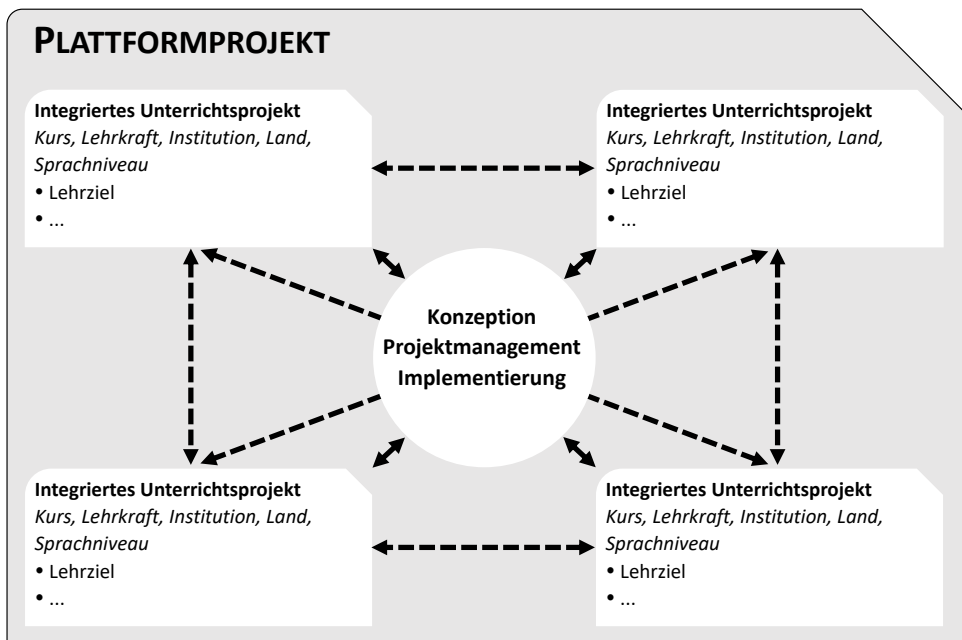 PLATTFORMPROJEKT
Integriertes Unterrichtsprojekt
Kurs, Lehrkraft, Institution, Land,
Sprachniveau
• Lehrziel
• ...
Integriertes Unterrichtsprojekt
Kurs, Lehrkraft, Institution, Land,
Sprachniveau
• Lehrziel
• ...
Konzeption
Projektmanagement
Implementierung
Integriertes Unterrichtsprojekt
Kurs, Lehrkraft, Institution, Land,
Sprachniveau
• Lehrziel
• ...
Integriertes Unterrichtsprojekt
Kurs, Lehrkraft, Institution, Land,
Sprachniveau
• Lehrziel
• ...